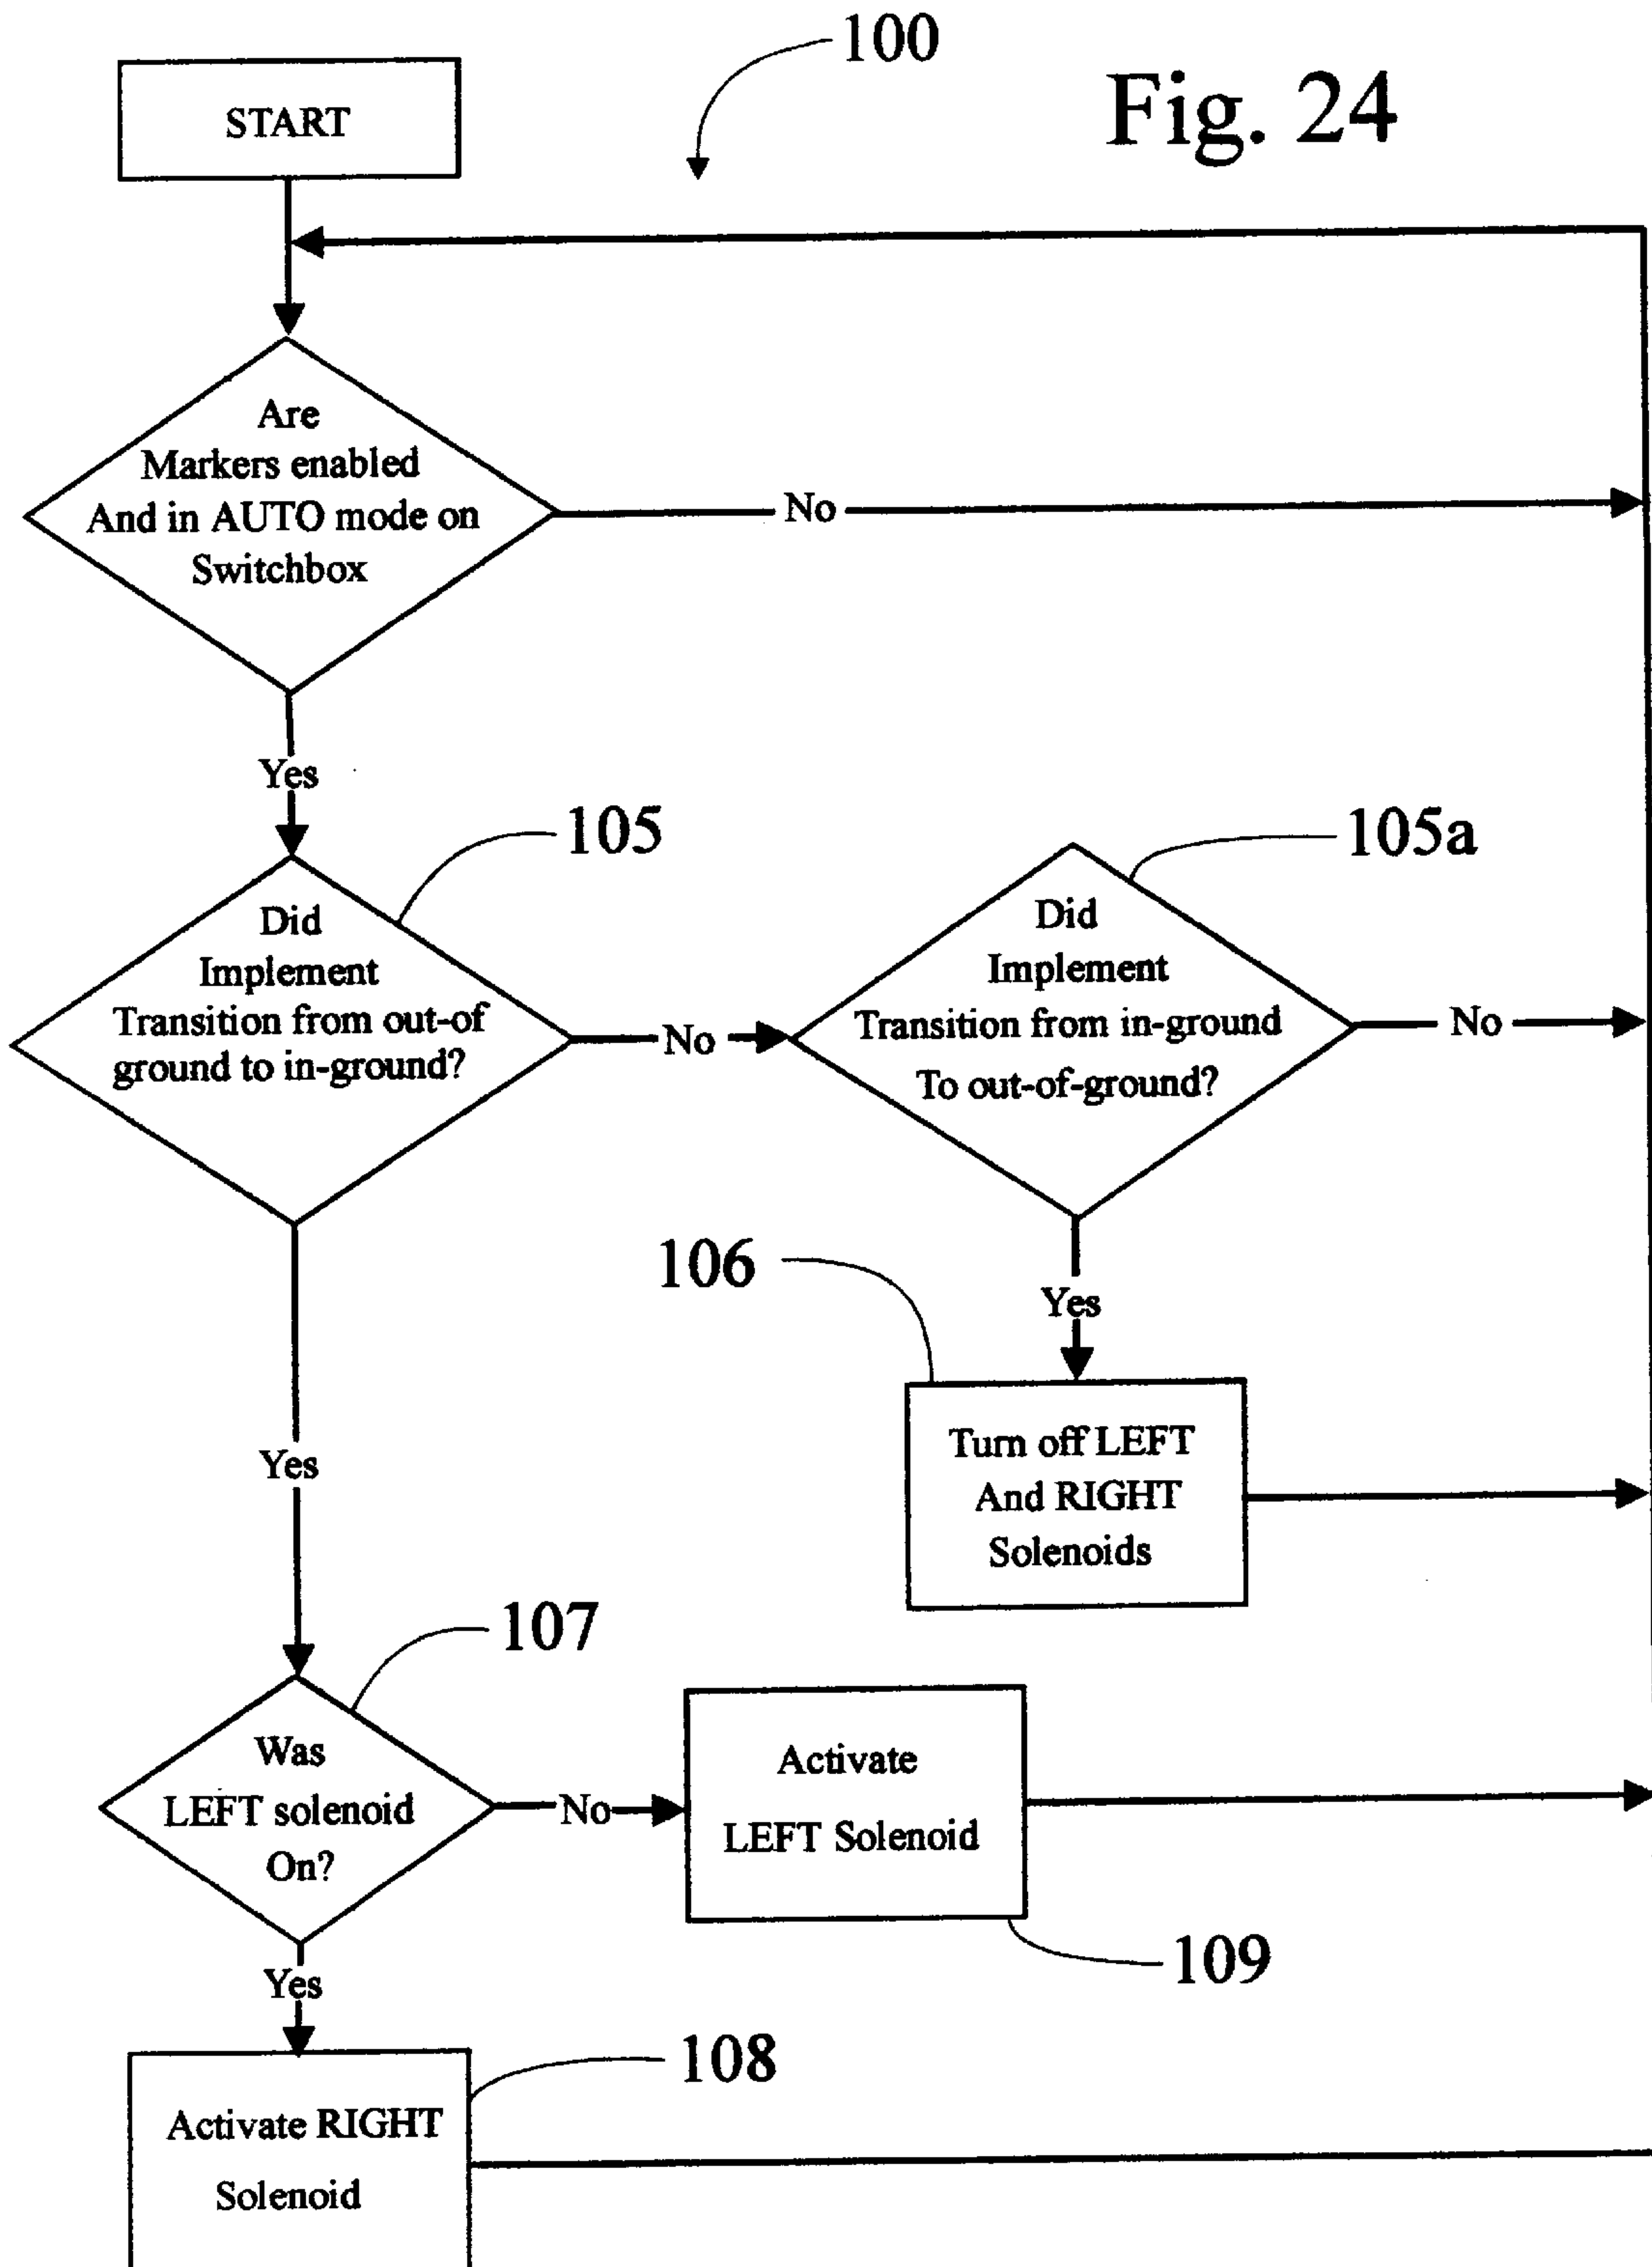 100
Fig. 24
START
Are
Markers enabled
And in AUTO mode on
Switchbox
No
Yes
105
105a
Did
Implement
Transition from out-of
ground to in-ground?
No
Did
Implement
Transition from in-ground
To out-of-ground?
No
106
Yes
Yes
Turn off LEFT
And RIGHT
Solenoids
107
Was
LEFT solenoid
On?
No
Activate
LEFT Solenoid
109
Yes
108
Activate RIGHT
Solenoid